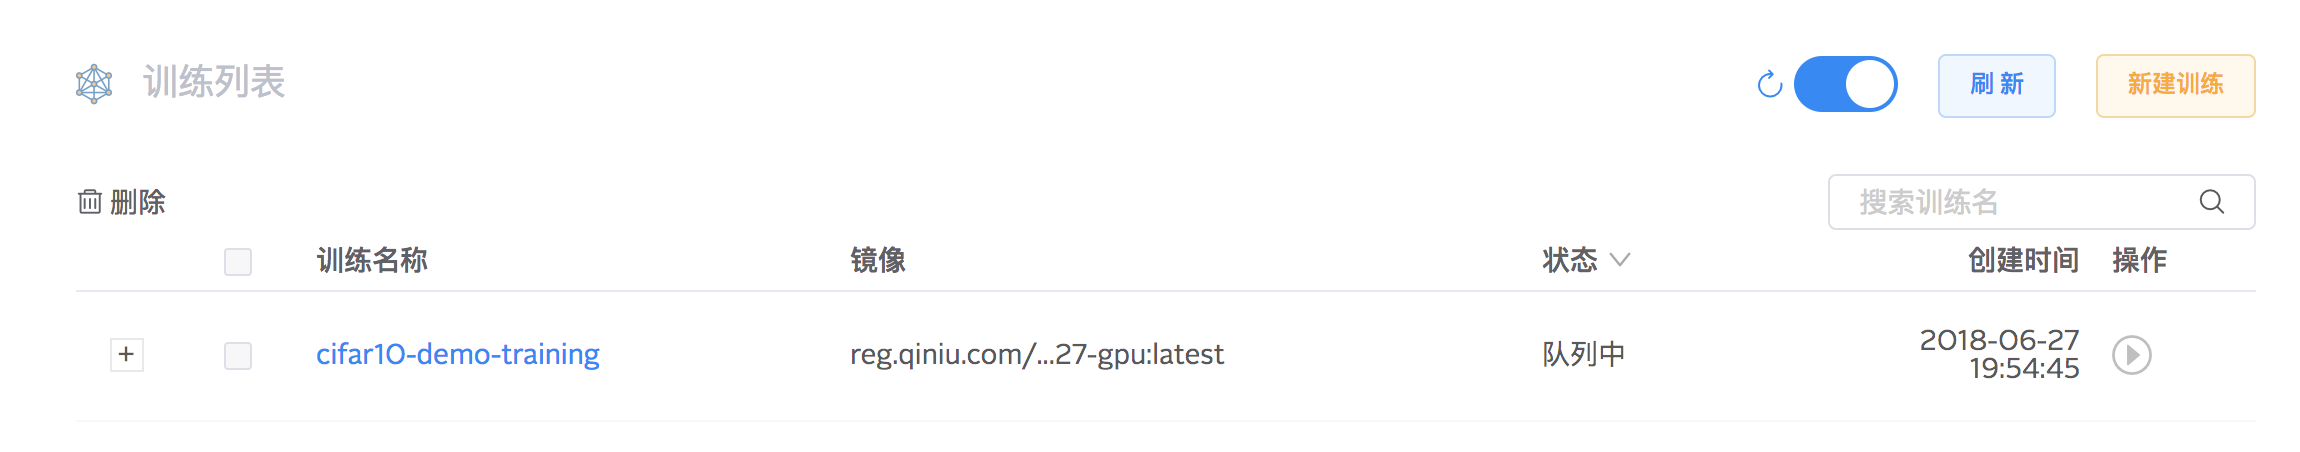 训练列表
刷 新
新建训练
删除
搜索训练名
训练名称 镜像 状态 创建时间 操作
+ cifar10-demo-training reg.qiniu.com/...27-gpu:latest 队列中 2018-06-27
19:54:45